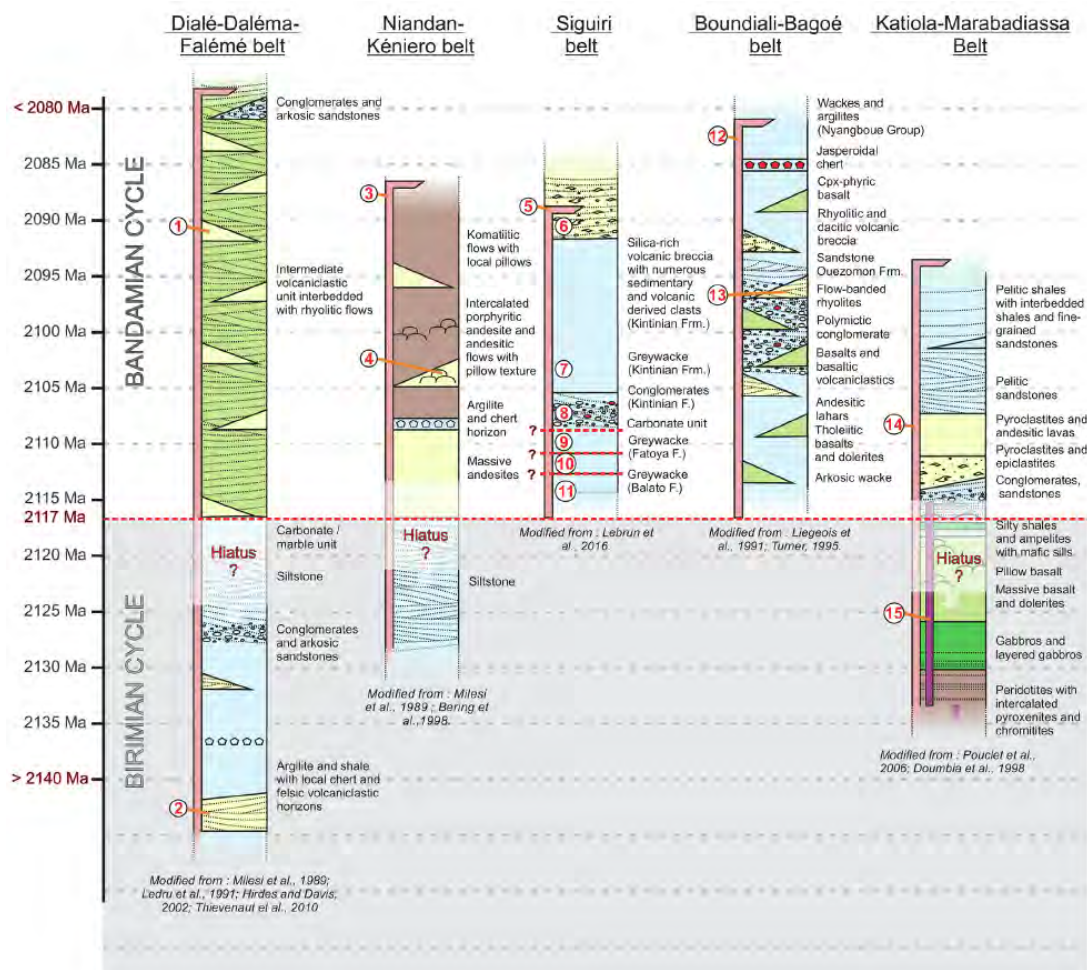 Dialé-Daléma-
Falémé belt
Niandan-
Kéniero belt
Siguiri
belt
Boundiali-Bagoé
belt
Katiola-Marabadiassa
Belt
< 2080 Ma
2085 Ma
2090 Ma
2095 Ma
2100 Ma
2105 Ma
2110 Ma
2115 Ma
2117 Ma
2120 Ma
2125 Ma
2130 Ma
2135 Ma
> 2140 Ma
BANDAMIAN CYCLE
BIRIMIAN CYCLE
1
2
Conglomerates and
arkosic sandstones
Intermediate
volcaniclastic
unit interbedded
with rhyolitic flows
Hiatus
?
Carbonate /
marble unit
Siltstone
Conglomerates
and arkosic
sandstones
Argilite and shale
with local chert and
felsic volcaniclastic
horizons
Modified from : Milesi et al., 1989;
Ledru et al., 1991; Hirdes and Davis,
2002; Thievenaut et al., 2010
3
4
Komatiitic
flows with
local pillows
Intercalated
porphyritic
andesite and
andesitic
flows with
pillow texture
Argilite
and chert
horizon
Massive
andesites
Hiatus
?
Siltstone
Modified from : Milesi
et al., 1989 ; Bering et
al.,1998.
5
6
7
8
?
9
?
10
?
11
Silica-rich
volcanic breccia
with numerous
sedimentary
and volcanic
derived clasts
(Kintinian Frm.)
Greywacke
(Kintinian Frm.)
Conglomerates
(Kintinian F.)
Carbonate unit
Greywacke
(Fatoya F.)
Greywacke
(Balato F.)
Modified from : Lebrun et
al., 2016
12
13
Wackes and
argilites
(Nyangboue Group)
Jasperoidal
chert
Cpx-phyric
basalt
Rhyolitic and
dacitic volcanic
breccia
Sandstone
Ouezomon Frm.
Flow-banded
rhyolites
Polymictic
conglomerate
Basalts and
basaltic
volcaniclastics
Andesitic
lahars
Tholeiitic
basalts
and dolerites
Arkosic wacke
Modified from : Liegeois et
al., 1991; Turner, 1995.
14
15
Pelitic shales
with interbedded
shales and fine-
grained
sandstones
Pelitic
sandstones
Pyroclastites and
andesitic lavas
Pyroclastites and
epiclastites
Conglomerates,
sandstones
Silty shales
and ampelites
with mafic sills.
Hiatus
?
Pillow basalt
Massive basalt
and dolerites
Gabbros and
layered gabbros
Peridotites with
intercalated
pyroxenites and
chromitites
?
Modified from : Pouclet et al.,
2006; Doumbia et al., 1998